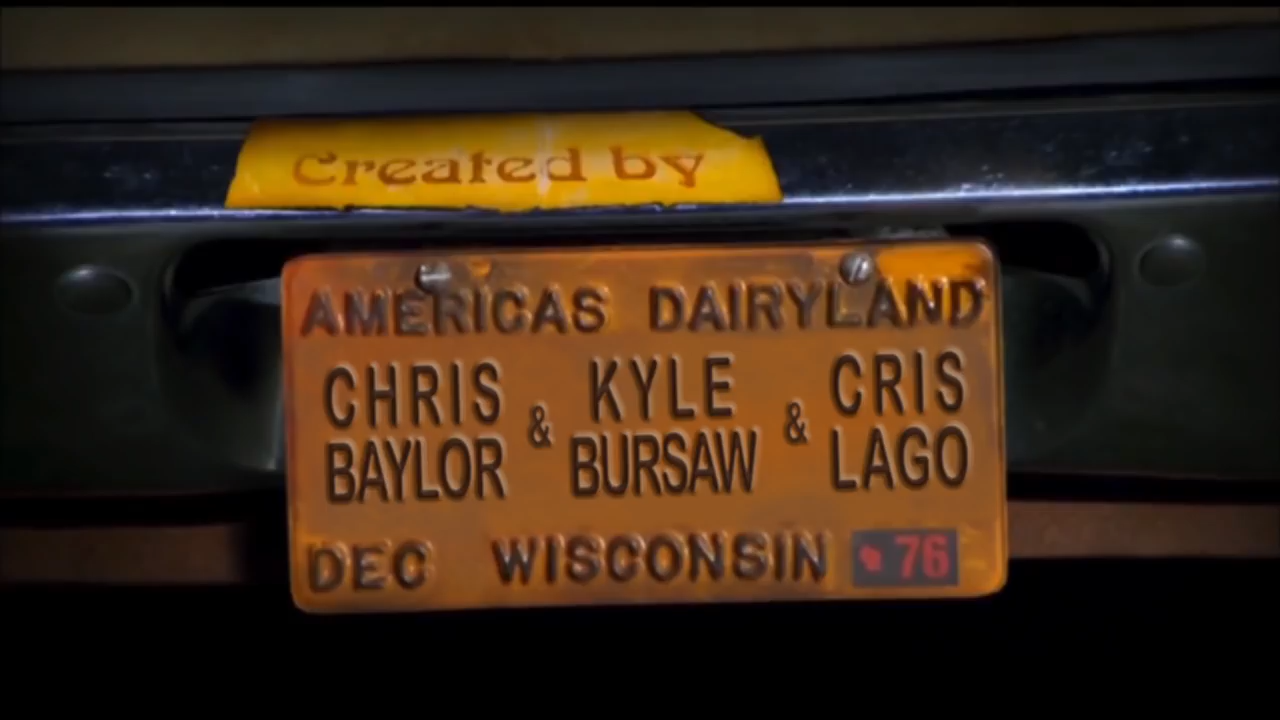 Created by
AMERICAS DAIRYLAND
CHRIS BAYLOR & KYLE BURSAW & CRIS LAGO
DEC WISCONSIN 76